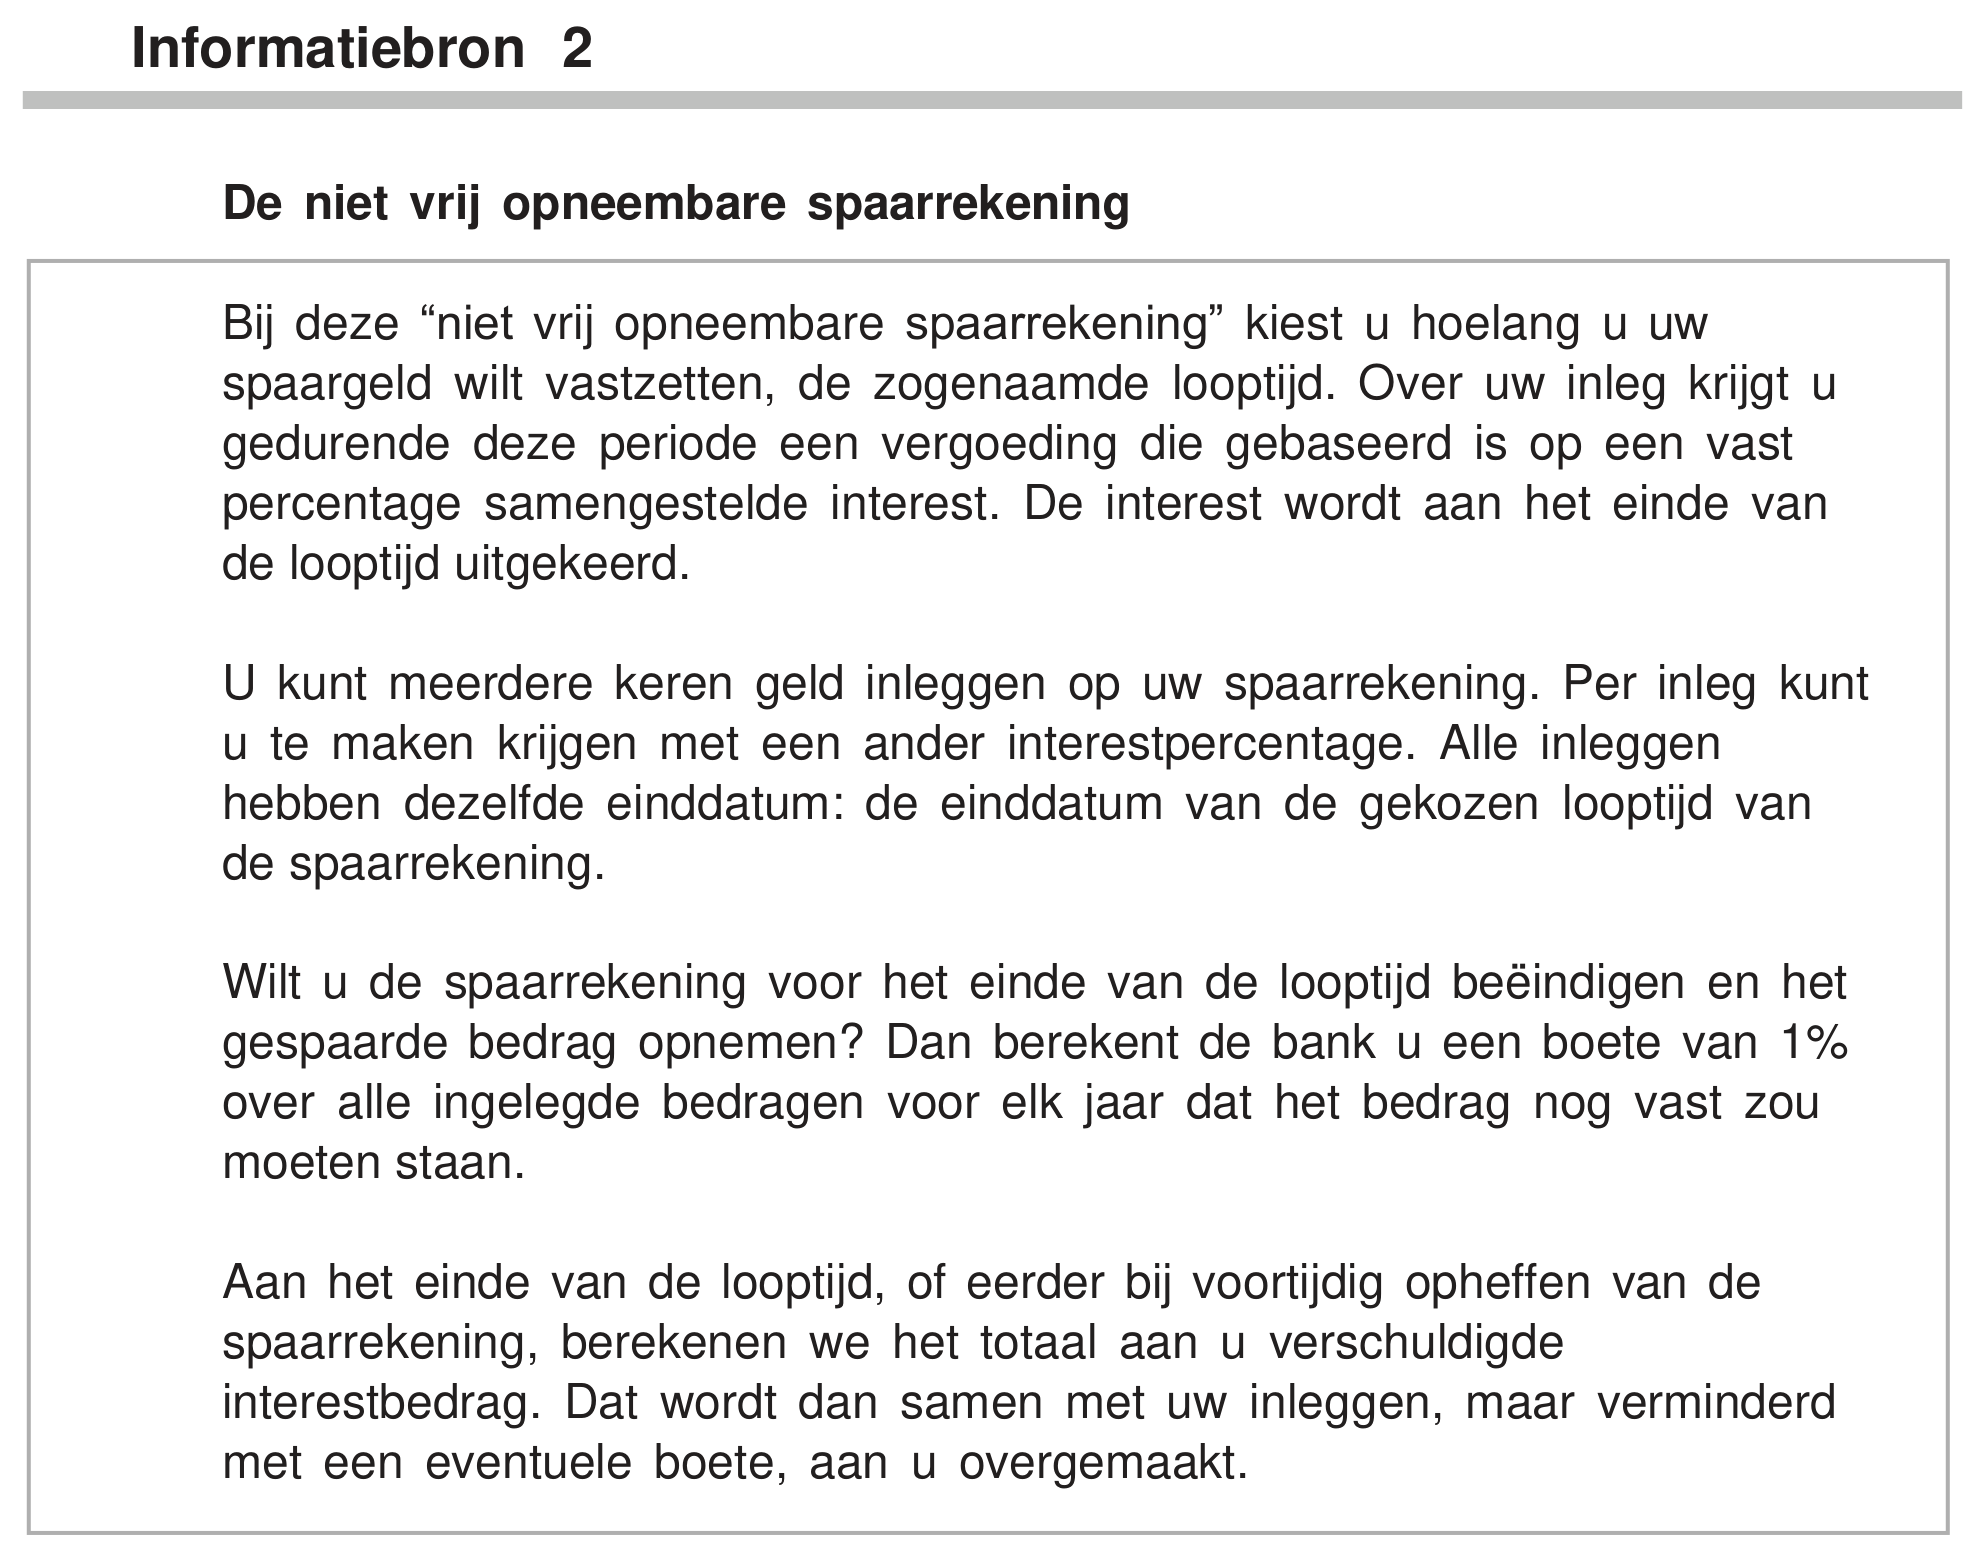 Informatiebron 2
De niet vrij opneembare spaarrekening
Bij deze “niet vrij opneembare spaarrekening” kiest u hoelang u uw
spaargeld wilt vastzetten, de zogenaamde looptijd. Over uw inleg krijgt u
gedurende deze periode een vergoeding die gebaseerd is op een vast
percentage samengestelde interest. De interest wordt aan het einde van
de looptijd uitgekeerd.
U kunt meerdere keren geld inleggen op uw spaarrekening. Per inleg kunt
u te maken krijgen met een ander interestpercentage. Alle inleggen
hebben dezelfde einddatum: de einddatum van de gekozen looptijd van
de spaarrekening.
Wilt u de spaarrekening voor het einde van de looptijd beëindigen en het
gespaarde bedrag opnemen? Dan berekent de bank u een boete van 1%
over alle ingelegde bedragen voor elk jaar dat het bedrag nog vast zou
moeten staan.
Aan het einde van de looptijd, of eerder bij voortijdig opheffen van de
spaarrekening, berekenen we het totaal aan u verschuldigde
interestbedrag. Dat wordt dan samen met uw inleggen, maar verminderd
met een eventuele boete, aan u overgemaakt.